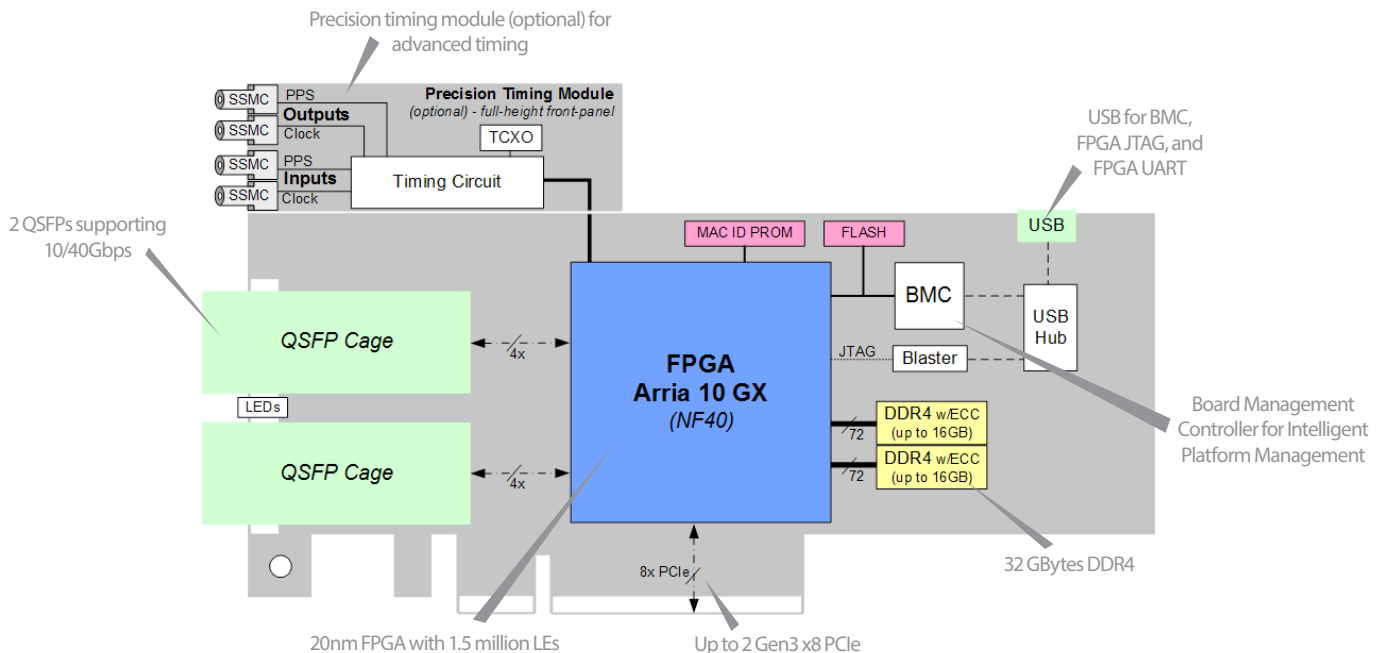 Precision timing module (optional) for
advanced timing
SSMC
PPS
Outputs
SSMC
Clock
SSMC
PPS
Inputs
SSMC
Clock
Precision Timing Module
(optional) - full-height front-panel
TCXO
Timing Circuit
USB for BMC,
FPGA JTAG, and
FPGA UART
2 QSFPs supporting
10/40Gbps
MAC ID PROM
FLASH
USB
BMC
USB
Hub
JTAG
Blaster
QSFP Cage
4x
LEDs
QSFP Cage
4x
FPGA
Arria 10 GX
(NF40)
72
DDR4 w/ECC
(up to 16GB)
72
DDR4 w/ECC
(up to 16GB)
Board Management
Controller for Intelligent
Platform Management
8x PCIe
32 GBytes DDR4
20nm FPGA with 1.5 million LEs
Up to 2 Gen3 x8 PCIe